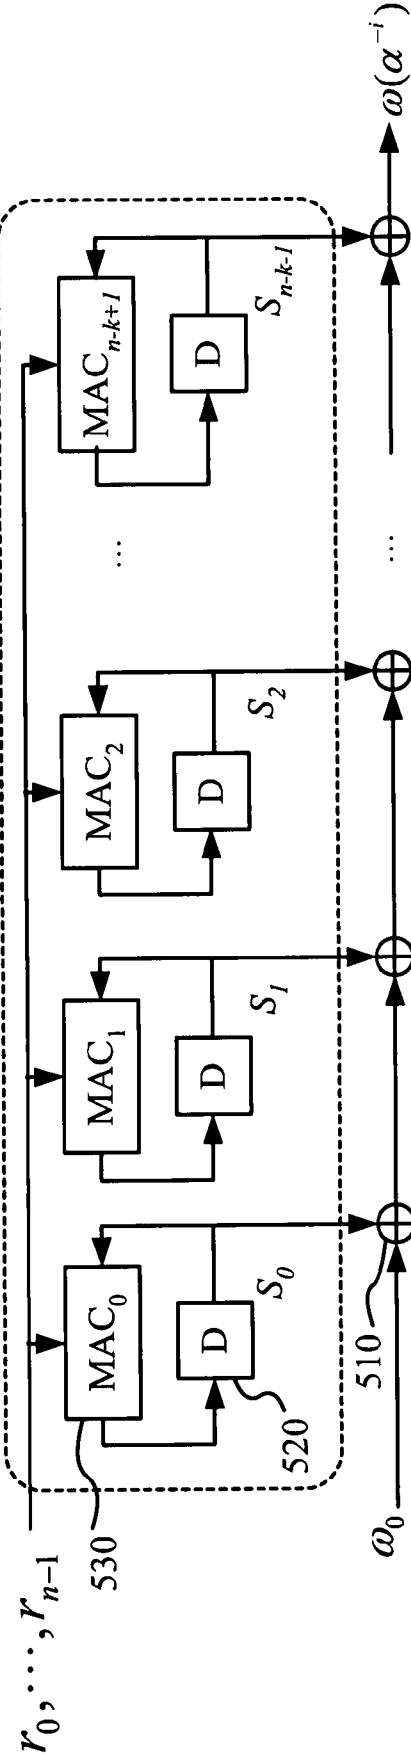 r₀, ⋯, rₙ₋₁
530
MAC₀
MAC₁
MAC₂
...
MACₙ₋ₖ₊₁
D
D
D
D
520
S₀
S₁
S₂
Sₙ₋ₖ₋₁
510
ω₀
...
ω(α⁻ⁱ)